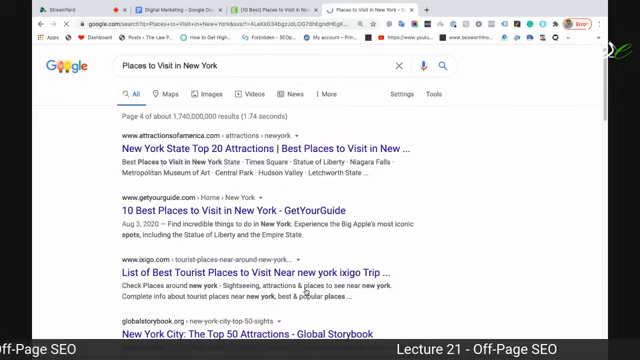 StreamYard
Digital Marketing - Google Do
[10 Best] Places to Visit in Ne
Places to Visit in New York - G
google.com/search?q=Places+to+Visit+in+New+York&sxsrf=
Error
Apps
Posts ‹ The Law P
Forbidden - SEOp
My account - Prin
http://www.youtub
www.bosworthhom
Google
Places to Visit in New York
All
Maps
Images
Videos
News
More
Settings
Tools
Page 4 of about 1,740,000,000 results (1.74 seconds)
www.attractionsofamerica.com › attractions › newyork
New York State Top 20 Attractions | Best Places to Visit in New ...
Best Places to Visit in New York State · Times Square · Statue of Liberty · Niagara Falls ·
Metropolitan Museum of Art · Central Park · Hudson Valley · Letchworth State ...
www.getyourguide.com › Home › New York
10 Best Places to Visit in New York - GetYourGuide
Aug 3, 2020 — Find incredible things to do in New York: Experience the Big Apple's most iconic
spots, including the Statue of Liberty and the Empire State.
www.ixigo.com › tourist-places-near-around-new-york...
List of Best Tourist Places to Visit Near new york ixigo Trip ...
Check Places around new york - Sightseeing, attractions & places to see near new york.
Complete info about tourist places near new york, best & popular places ...
globalstorybook.org › new-york-city-top-50-sights
New York City: The Top 50 Attractions - Global Storybook
Off-Page SEO
Lecture 21 - Off-Page SEO